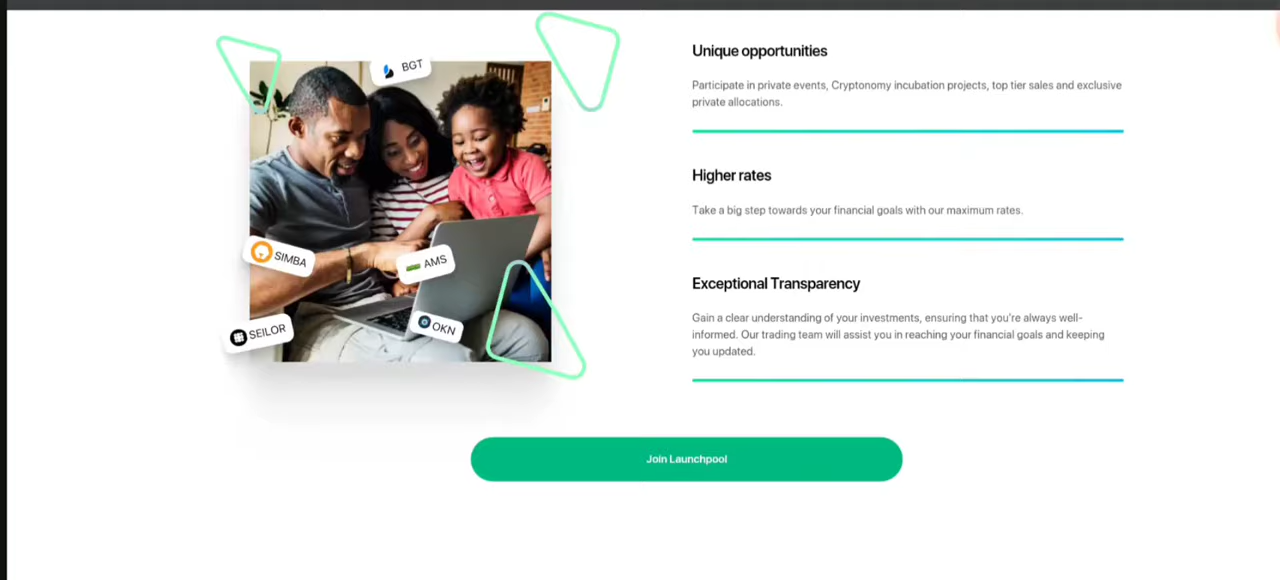 BGT
SIMBA
AMS
SEILOR
OKN
Unique opportunities
Participate in private events, Cryptonomy incubation projects, top tier sales and exclusive
private allocations.
Higher rates
Take a big step towards your financial goals with our maximum rates.
Exceptional Transparency
Gain a clear understanding of your investments, ensuring that you're always well-
informed. Our trading team will assist you in reaching your financial goals and keeping
you updated.
Join Launchpool